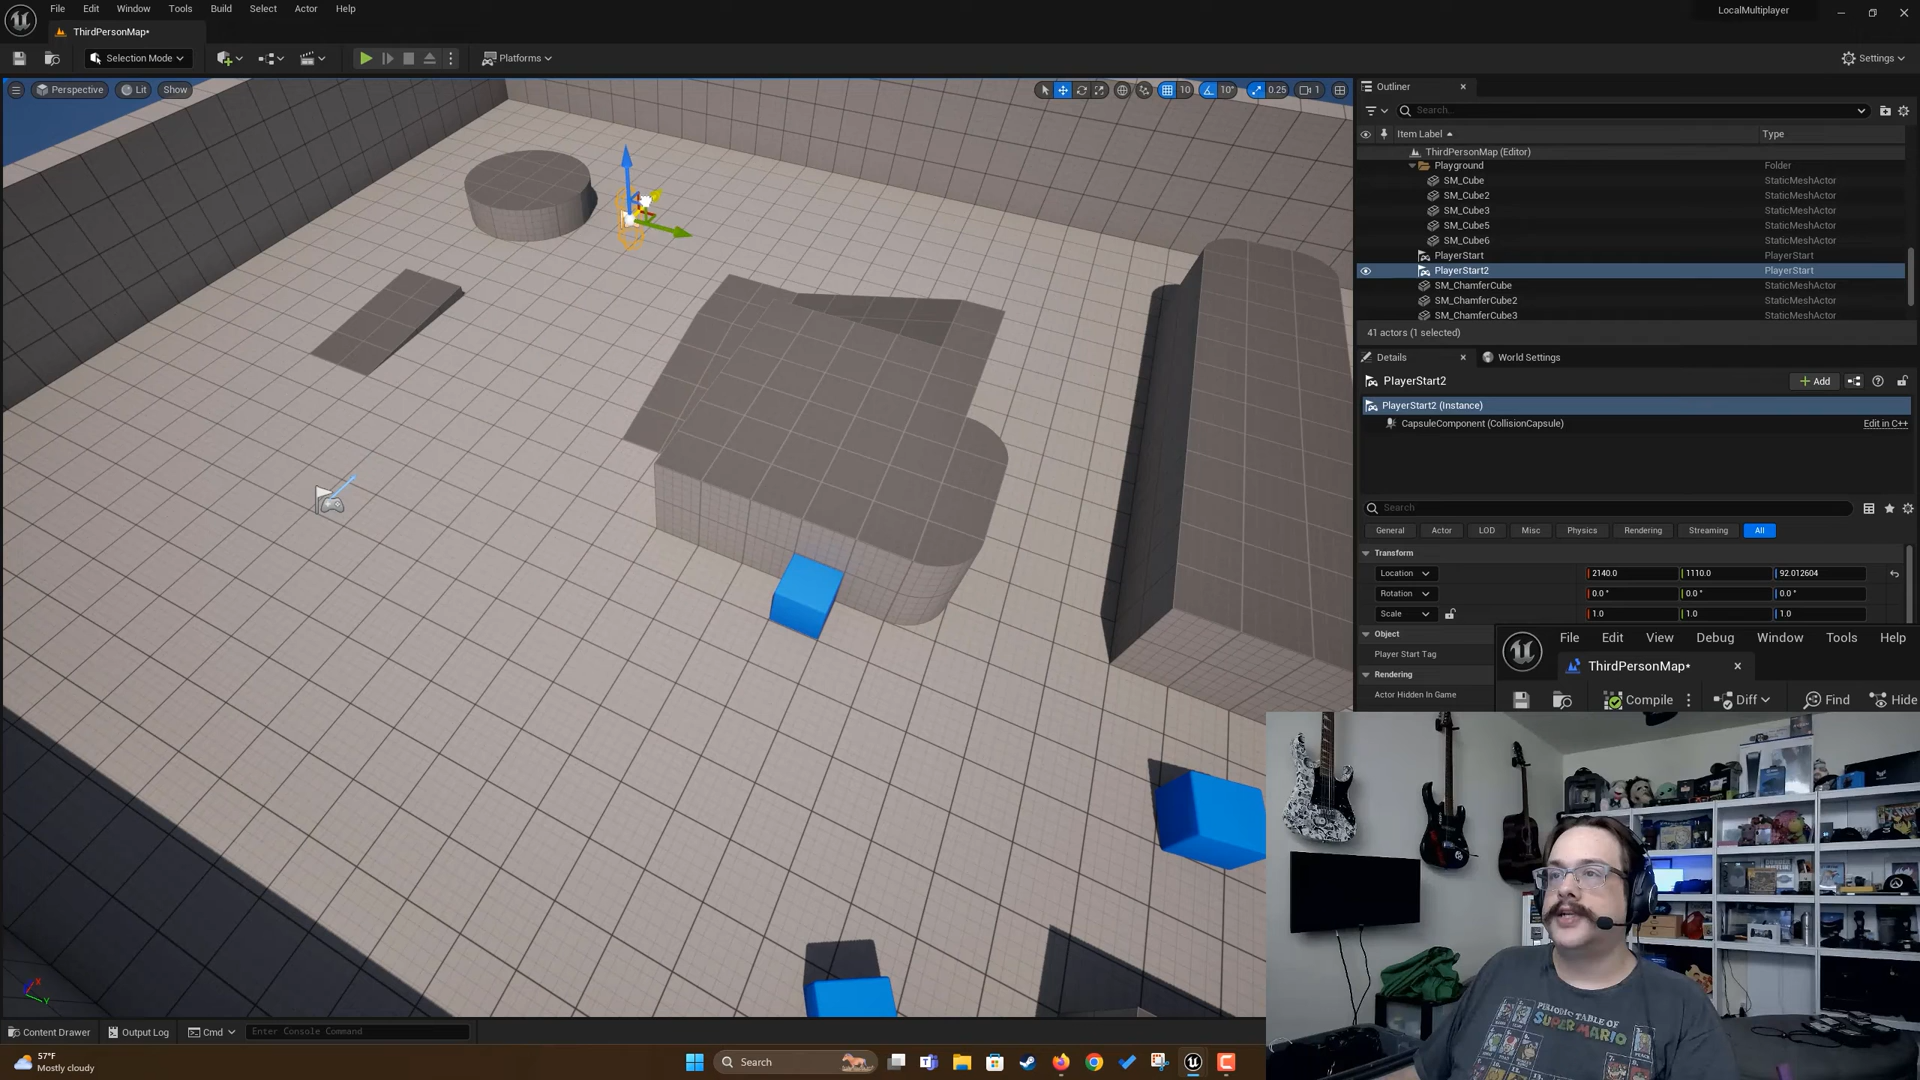 File Edit Window Tools Build Select Actor Help LocalMultiplayer
ThirdPersonMap*
Selection Mode Platforms Settings
Perspective Lit Show 10 10° 0.25 1
Outliner
Search...
Item Label Type
ThirdPersonMap (Editor)
Playground Folder
SM_Cube StaticMeshActor
SM_Cube2 StaticMeshActor
SM_Cube3 StaticMeshActor
SM_Cube5 StaticMeshActor
SM_Cube6 StaticMeshActor
PlayerStart PlayerStart
PlayerStart2 PlayerStart
SM_ChamferCube StaticMeshActor
SM_ChamferCube2 StaticMeshActor
SM_ChamferCube3 StaticMeshActor
41 actors (1 selected)
Details World Settings
PlayerStart2 Add
PlayerStart2 (Instance)
CapsuleComponent (CollisionCapsule) Edit in C++
Search
General Actor LOD Misc Physics Rendering Streaming All
Transform
Location 2140.0 1110.0 92.012604
Rotation 0.0° 0.0° 0.0°
Scale 1.0 1.0 1.0
Object
Player Start Tag
Rendering
Actor Hidden In Game
File Edit View Debug Window Tools Help
ThirdPersonMap*
Compile Diff Find Hide
PERIODIC TABLE OF
SUPER MARIO
X
Y
Content Drawer Output Log Cmd Enter Console Command
57°F
Mostly cloudy
Search